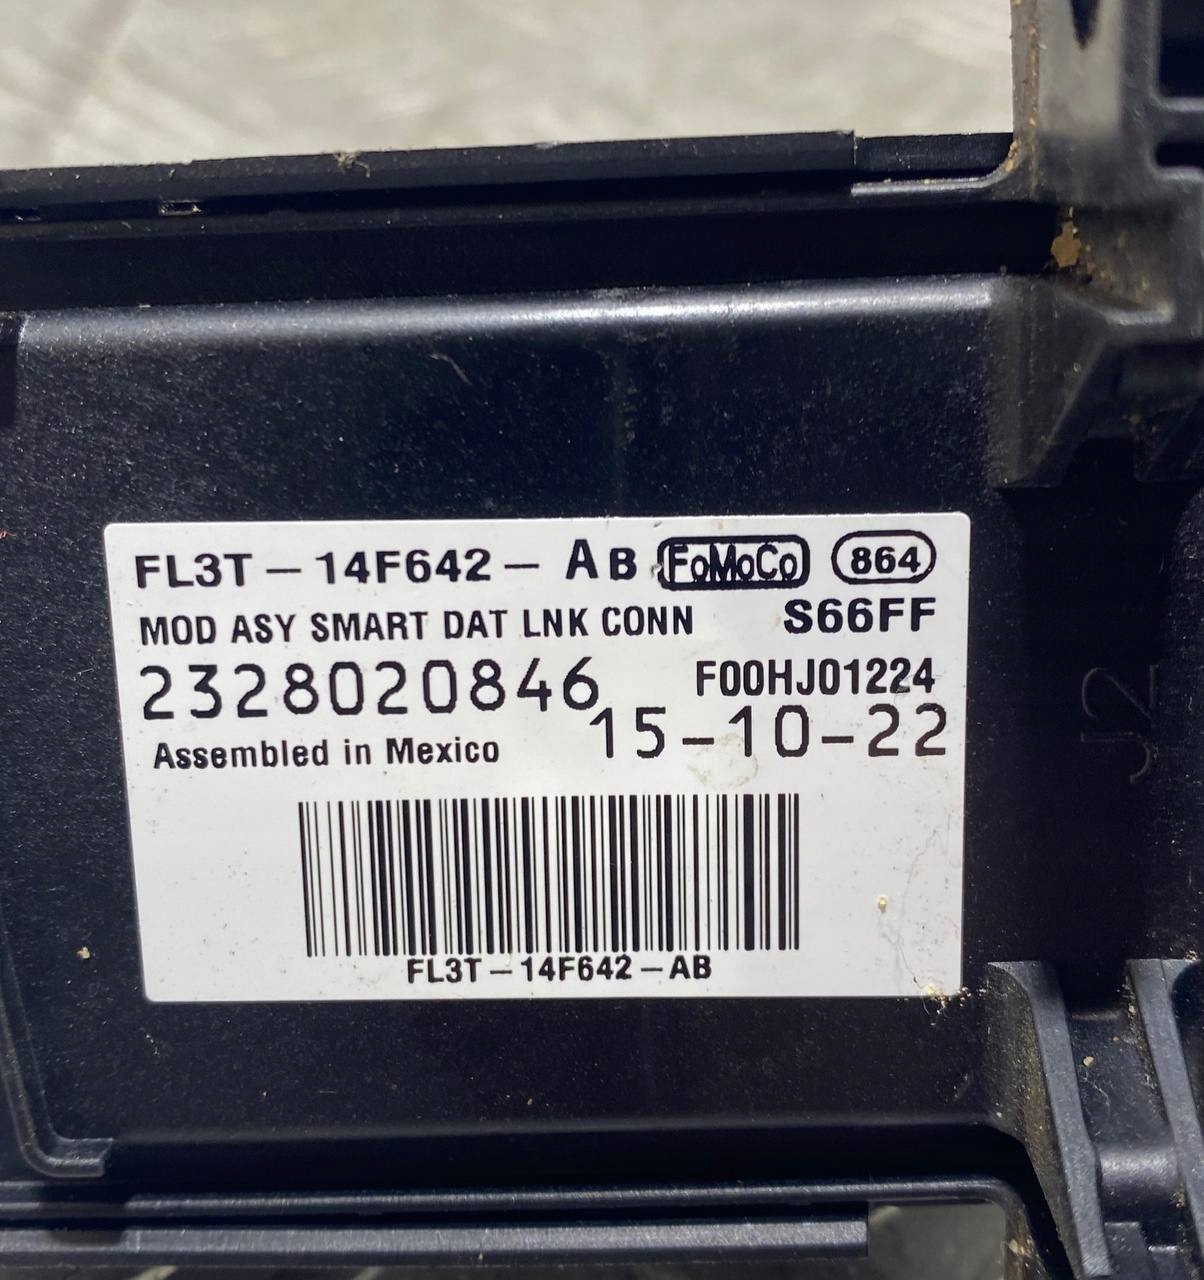 FL3T-14F642-AB FoMoCo 864
MOD ASY SMART DAT LNK CONN S66FF
2328020846 F00HJ01224
Assembled in Mexico 15-10-22
FL3T-14F642-AB
J2